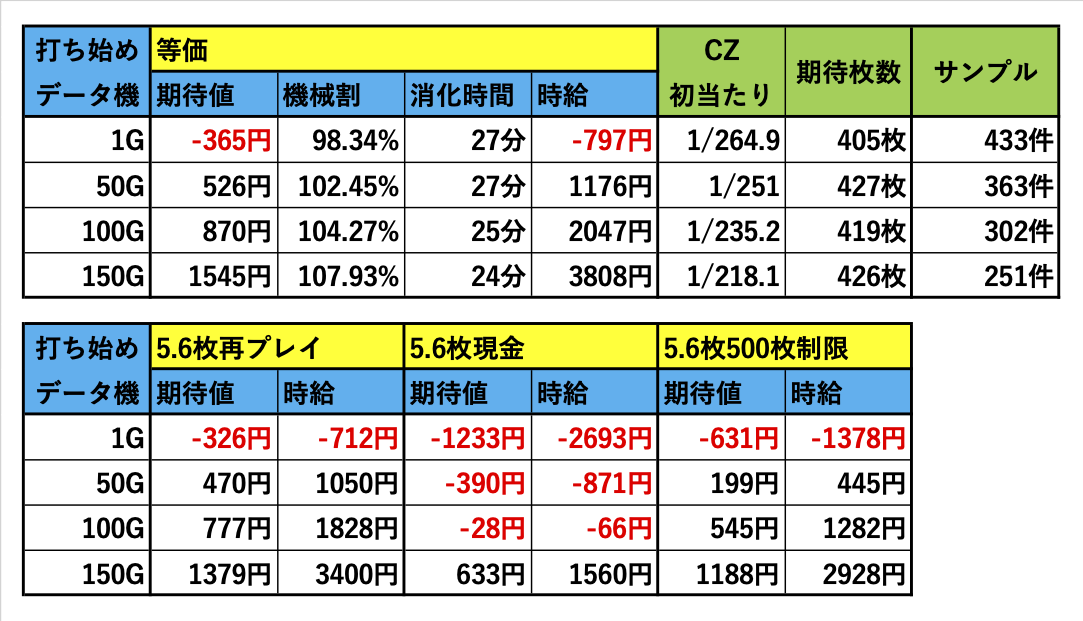 打ち始め 等価 CZ 期待枚数 サンプル
データ機 期待値 機械割 消化時間 時給 初当たり
1G -365円 98.34% 27分 -797円 1/264.9 405枚 433件
50G 526円 102.45% 27分 1176円 1/251 427枚 363件
100G 870円 104.27% 25分 2047円 1/235.2 419枚 302件
150G 1545円 107.93% 24分 3808円 1/218.1 426枚 251件
打ち始め 5.6枚再プレイ 5.6枚現金 5.6枚500枚制限
データ機 期待値 時給 期待値 時給 期待値 時給
1G -326円 -712円 -1233円 -2693円 -631円 -1378円
50G 470円 1050円 -390円 -871円 199円 445円
100G 777円 1828円 -28円 -66円 545円 1282円
150G 1379円 3400円 633円 1560円 1188円 2928円